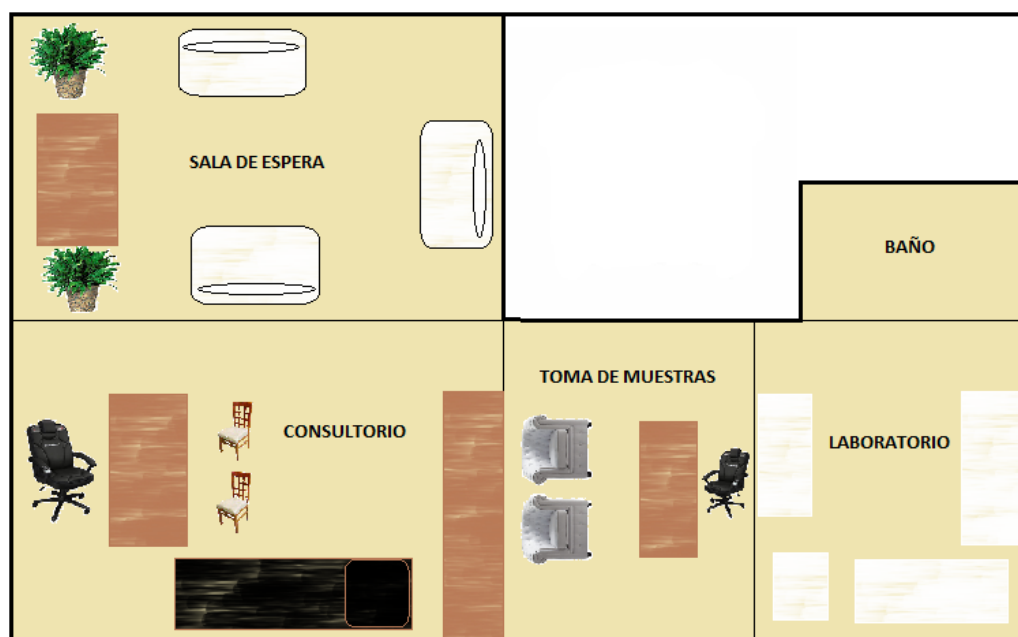 SALA DE ESPERA
BAÑO
TOMA DE MUESTRAS
CONSULTORIO
LABORATORIO